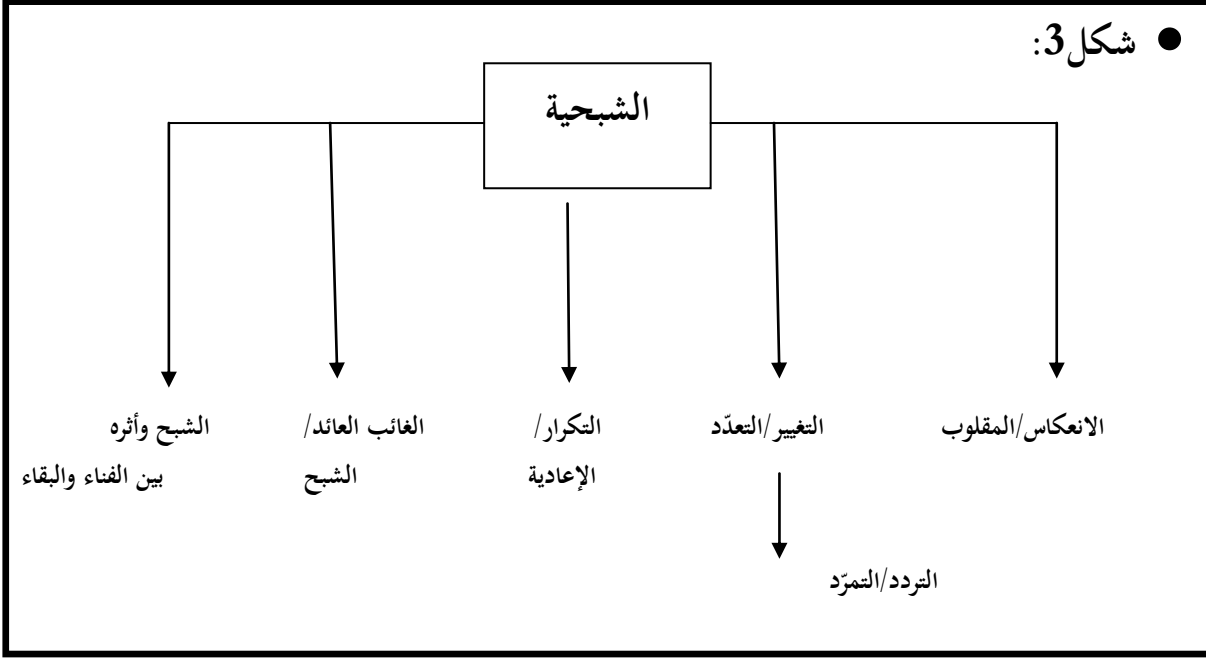 ● شكل3:
الشبحية
الانعكاس/المقلوب
التغيير/التعدّد
التكرار/
الإعادية
الغائب العائد/
الشبح
الشبح وأثره
بين الفناء والبقاء
التردد/التمرّد